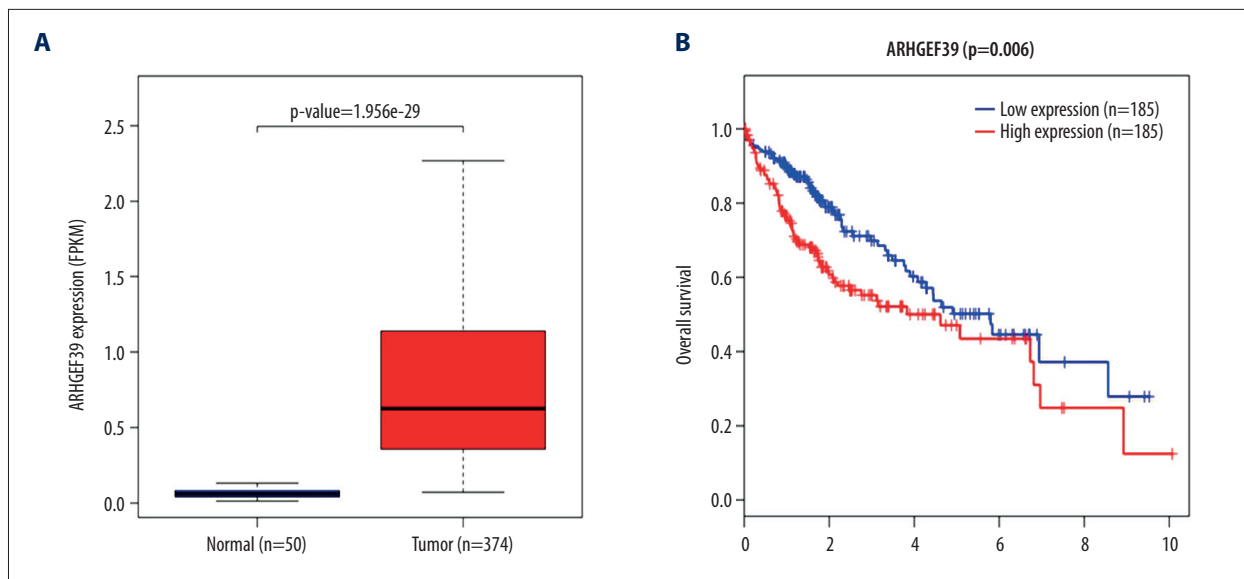 A
p-value=1.956e-29
ARHGEF39 expression (FPKM)
2.5
2.0
1.5
1.0
0.5
0.0
Normal (n=50)
Tumor (n=374)
B
ARHGEF39 (p=0.006)
Low expression (n=185)
High expression (n=185)
Overall survival
1.0
0.8
0.6
0.4
0.2
0.0
0 2 4 6 8 10